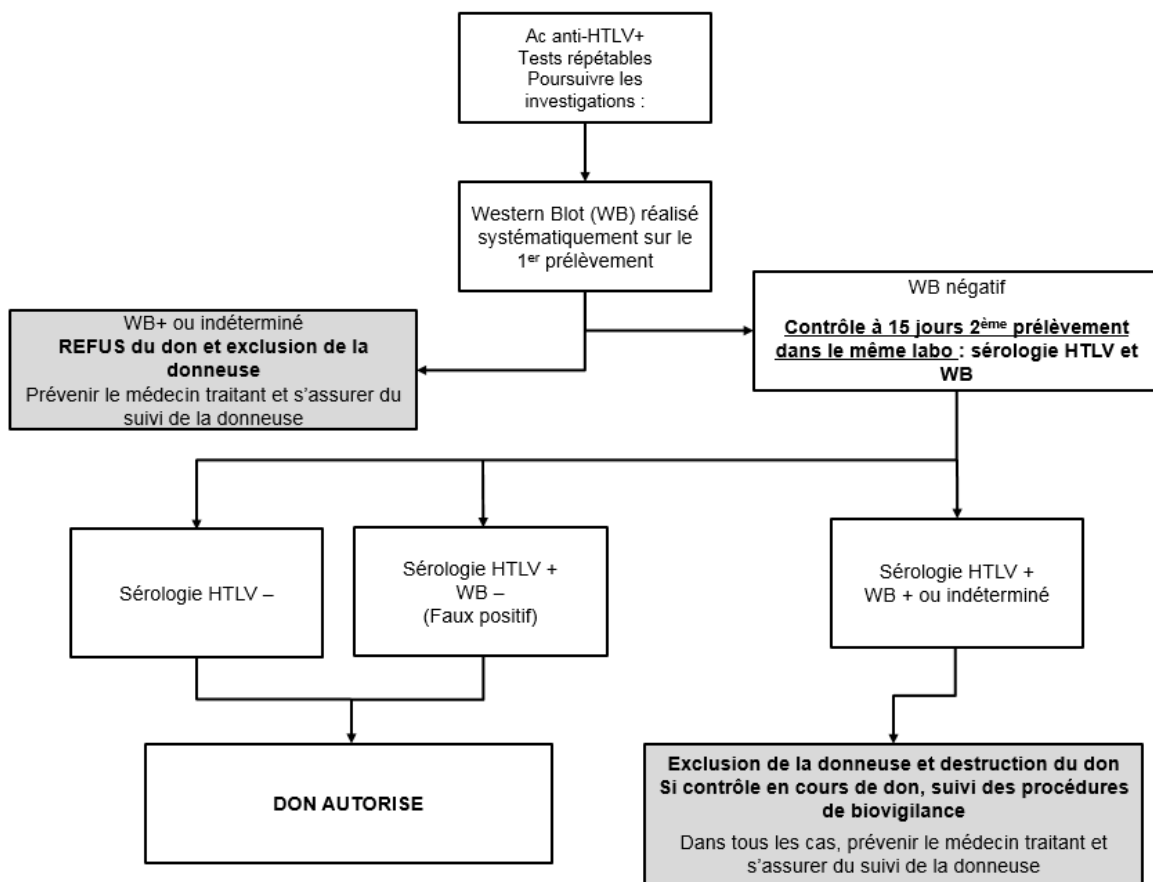 Ac anti-HTLV+
Tests répétables
Poursuivre les
investigations :
Western Blot (WB) réalisé
systématiquement sur le
1er prélèvement
WB+ ou indéterminé
REFUS du don et exclusion de la
donneuse
Prévenir le médecin traitant et s’assurer du
suivi de la donneuse
WB négatif
Contrôle à 15 jours 2ème prélèvement
dans le même labo : sérologie HTLV et
WB
Sérologie HTLV –
Sérologie HTLV +
WB –
(Faux positif)
Sérologie HTLV +
WB + ou indéterminé
DON AUTORISE
Exclusion de la donneuse et destruction du don
Si contrôle en cours de don, suivi des procédures
de biovigilance
Dans tous les cas, prévenir le médecin traitant et
s’assurer du suivi de la donneuse